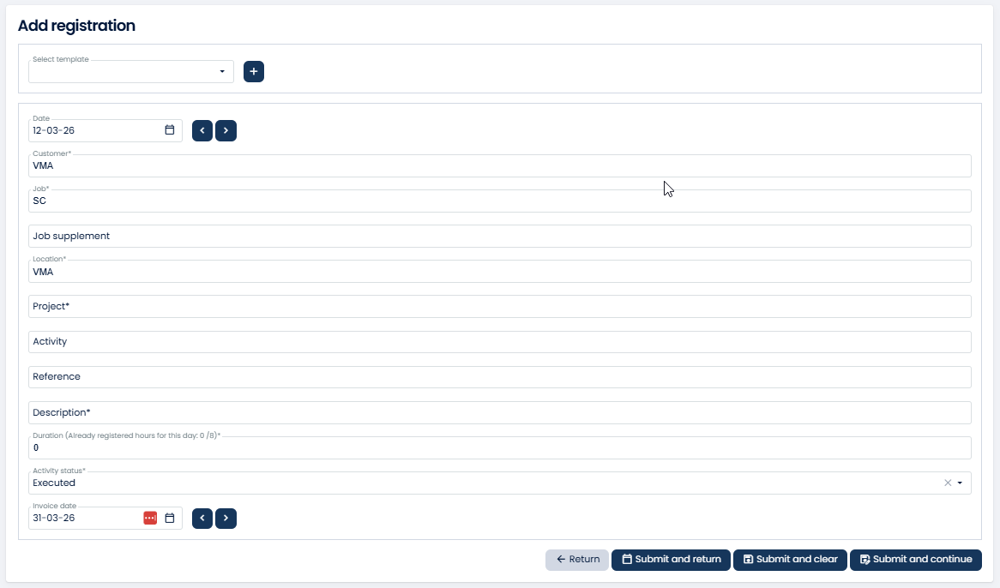 Add registration
Select template
Date
12-03-26
Customer*
VMA
Job*
SC
Job supplement
Location*
VMA
Project*
Activity
Reference
Description*
Duration (Already registered hours for this day: 0 /8)*
0
Activity status*
Executed
Invoice date
31-03-26
Return Submit and return Submit and clear Submit and continue